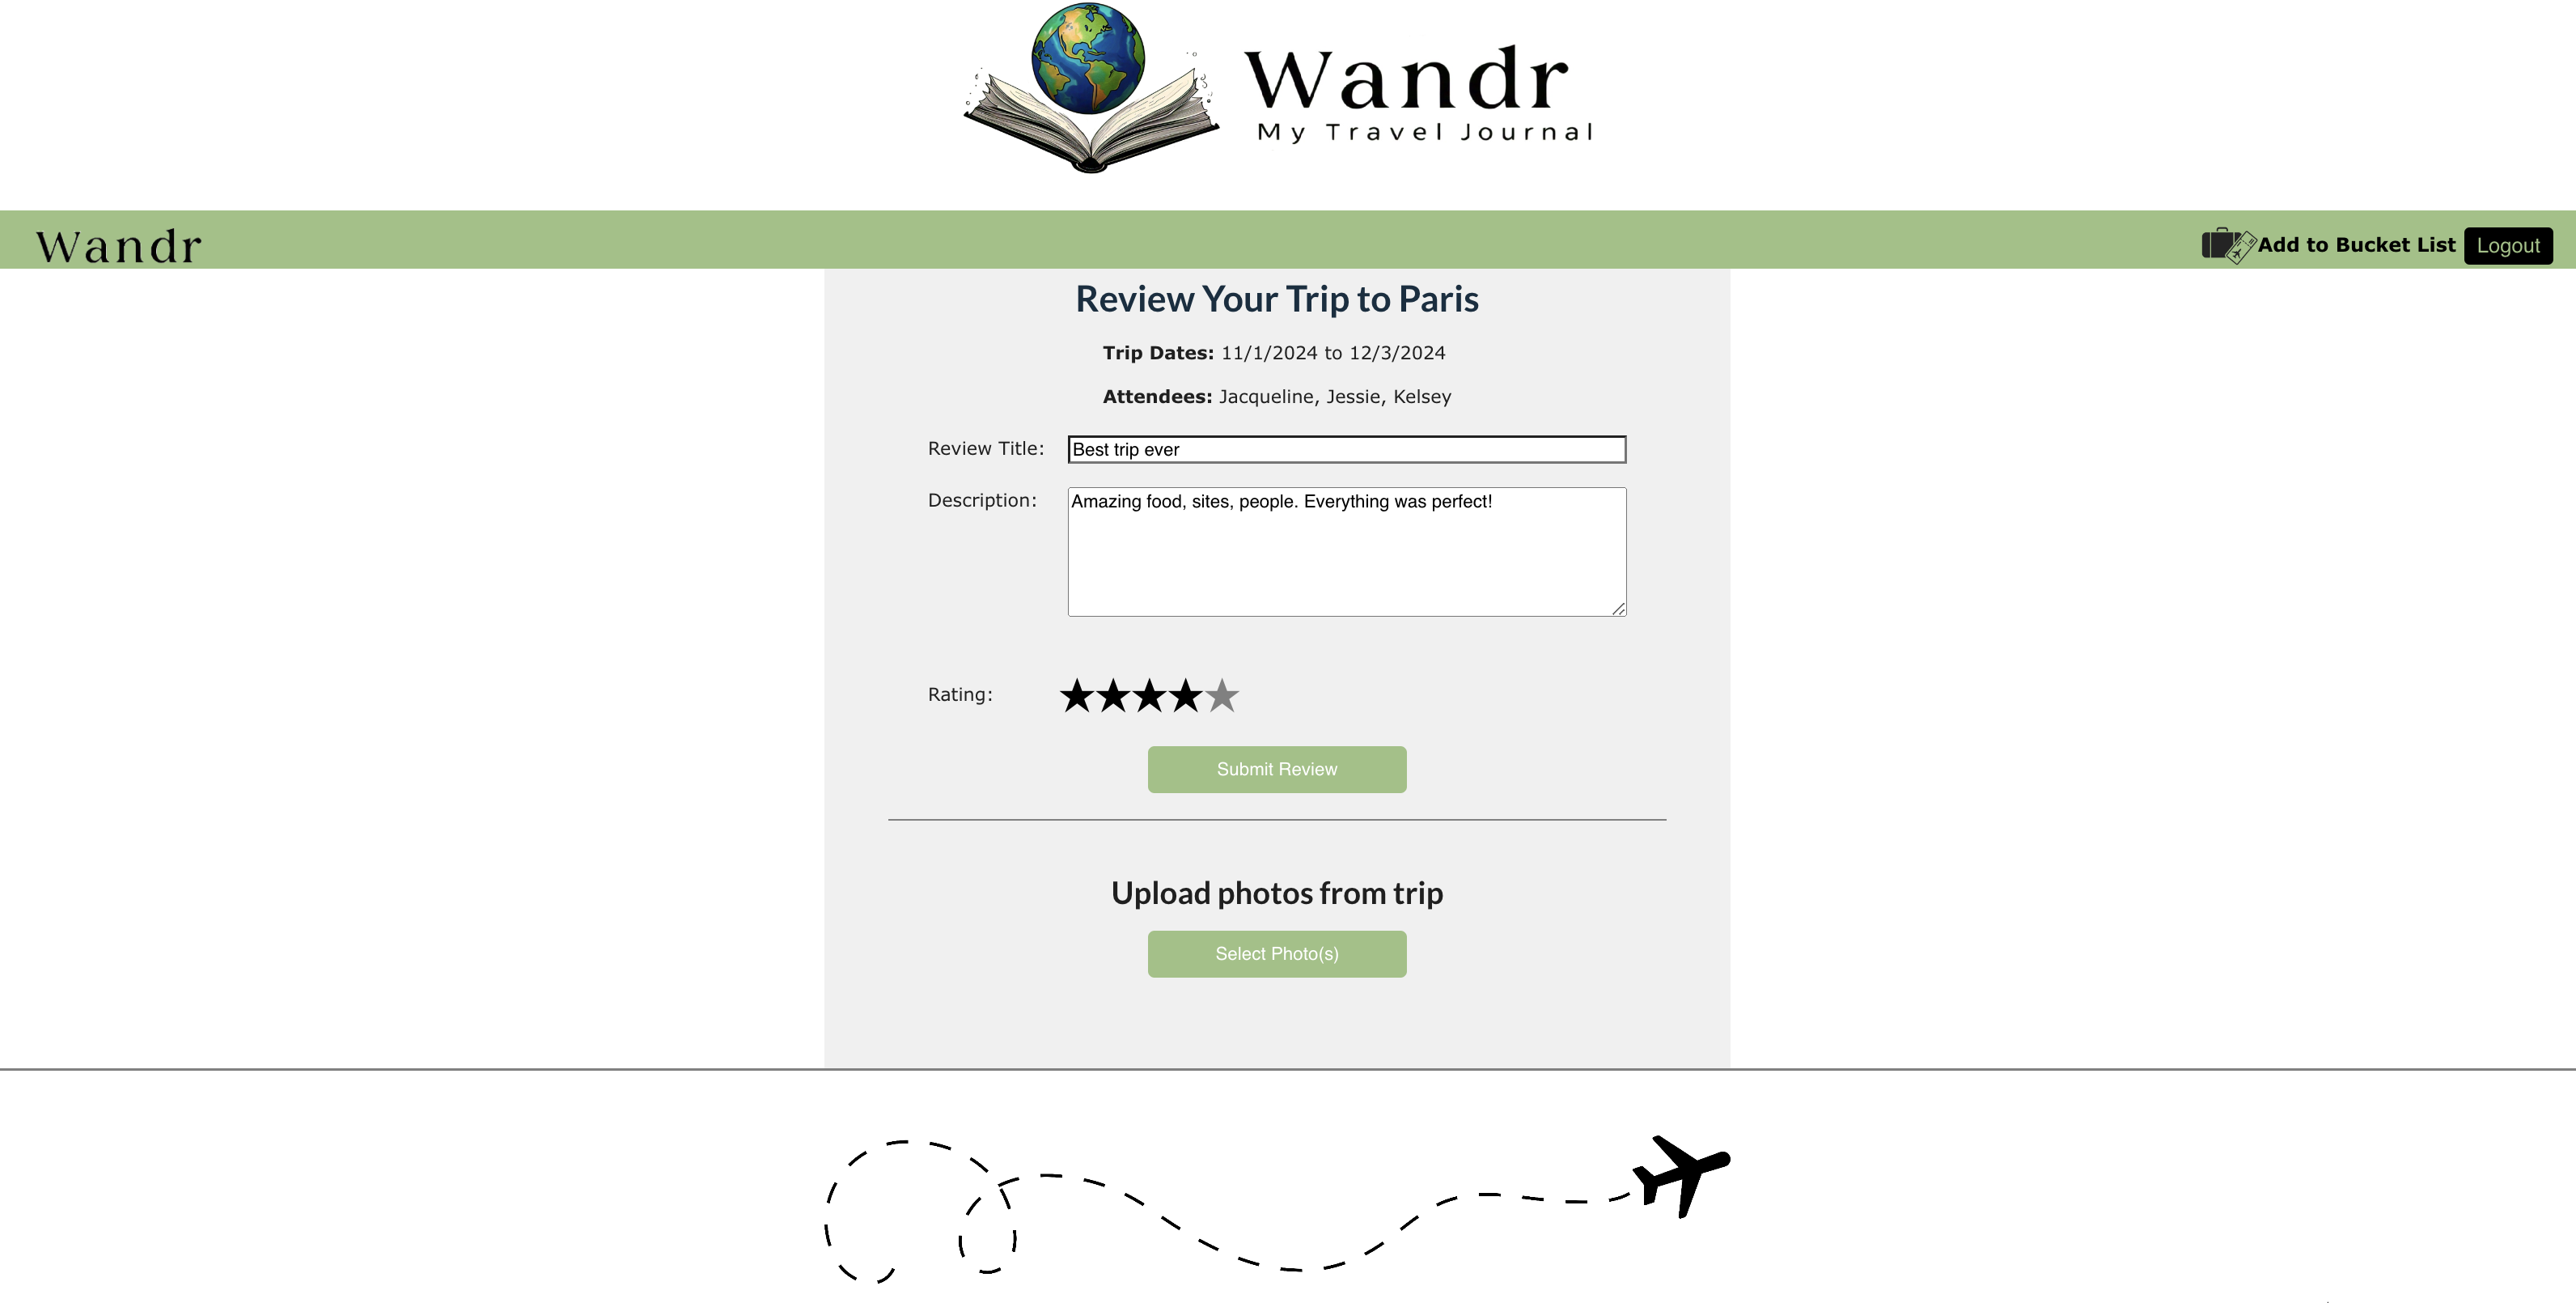 Wandr
My Travel Journal
Wandr
Add to Bucket List
Logout
Review Your Trip to Paris
Trip Dates: 11/1/2024 to 12/3/2024
Attendees: Jacqueline, Jessie, Kelsey
Review Title: Best trip ever
Description: Amazing food, sites, people. Everything was perfect!
Rating:
Submit Review
Upload photos from trip
Select Photo(s)